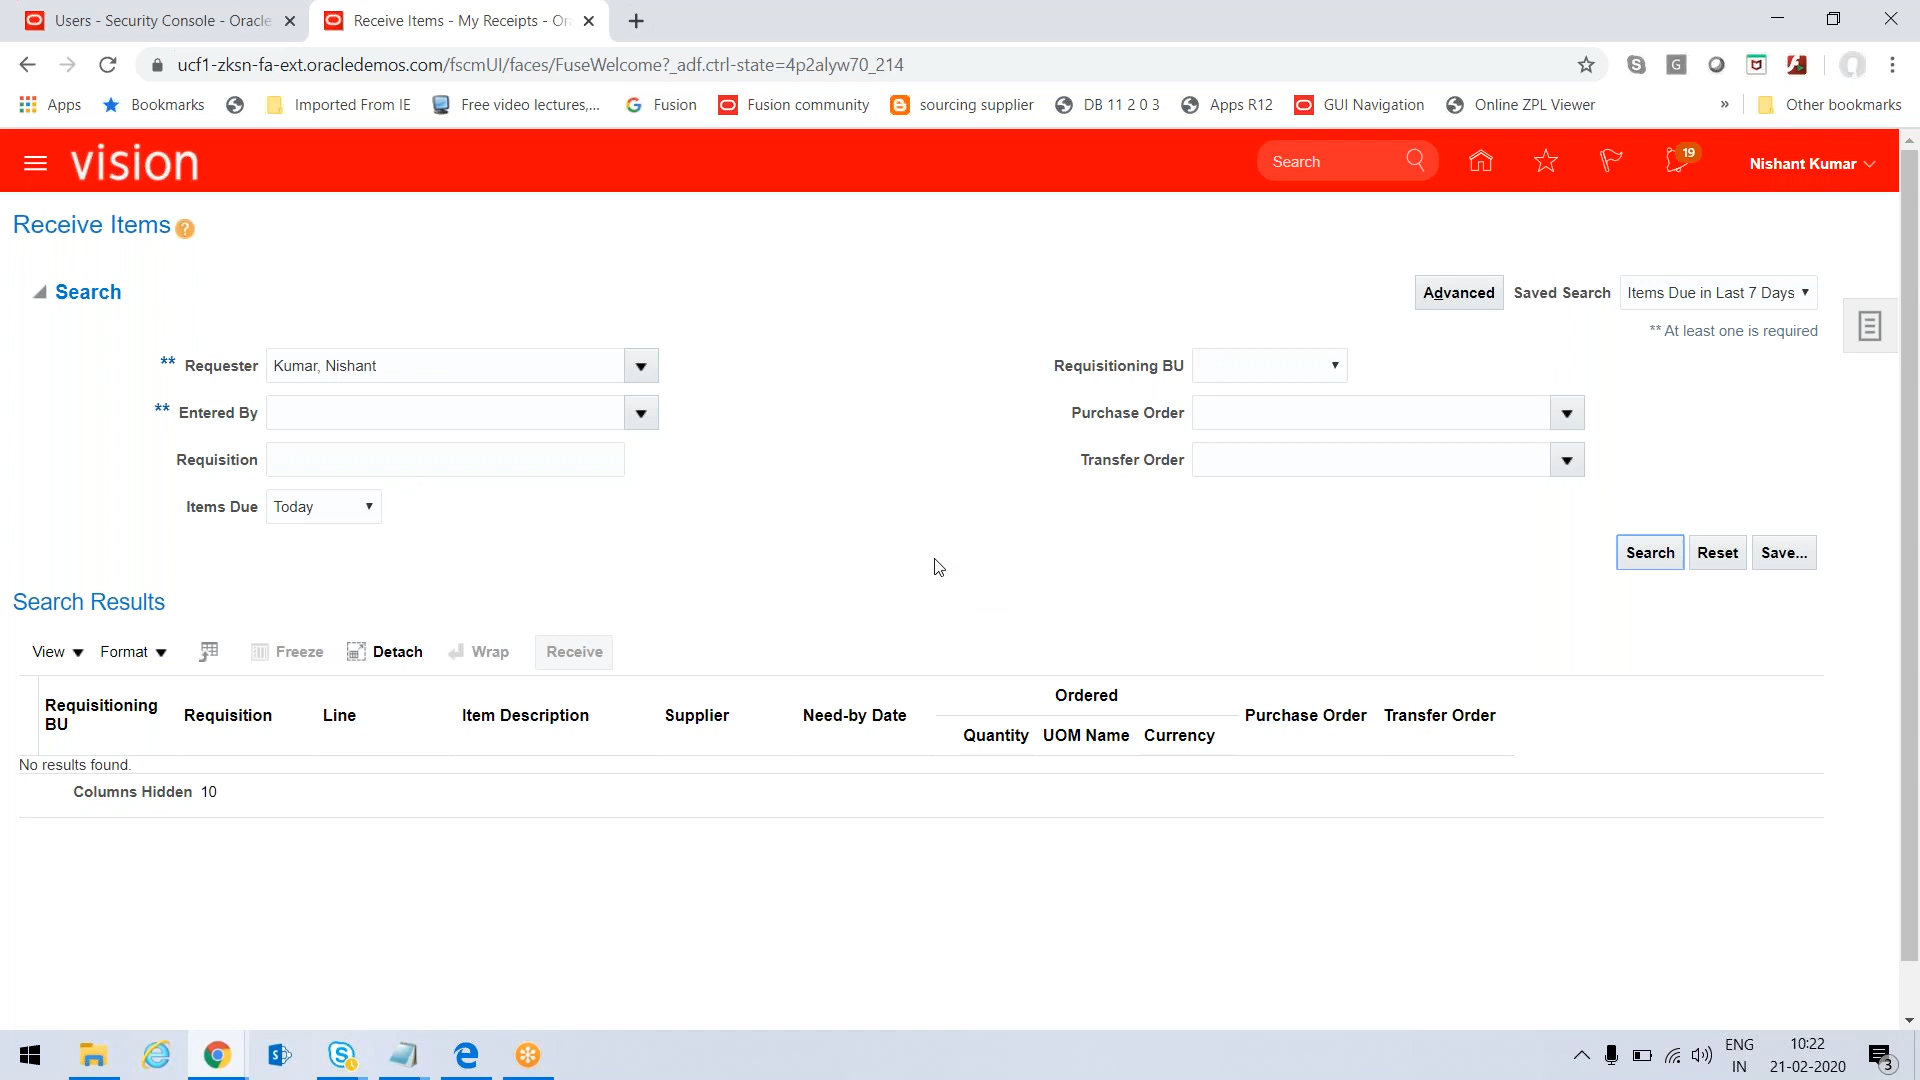 Users - Security Console - Oracle
Receive Items - My Receipts - Or
ucf1-zksn-fa-ext.oracledemos.com/fscmUI/faces/FuseWelcome?_adf.ctrl-state=4p2alyw70_214
Apps Bookmarks Imported From IE Free video lectures,... Fusion Fusion community sourcing supplier DB 11 2 0 3 Apps R12 GUI Navigation Online ZPL Viewer » Other bookmarks
vision Search 19 Nishant Kumar
Receive Items ?
Search Advanced Saved Search Items Due in Last 7 Days
** At least one is required
** Requester Kumar, Nishant Requisitioning BU
** Entered By Purchase Order
Requisition Transfer Order
Items Due Today
Search Reset Save...
Search Results
View Format Freeze Detach Wrap Receive
Ordered
Requisitioning BU Requisition Line Item Description Supplier Need-by Date Quantity UOM Name Currency Purchase Order Transfer Order
No results found.
Columns Hidden 10
ENG 10:22
IN 21-02-2020 3